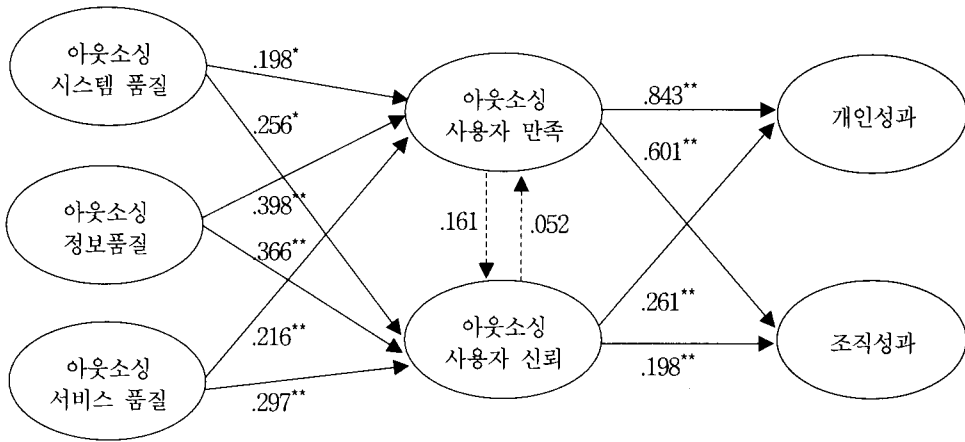 아웃소싱
시스템 품질
.198*
.256*
아웃소싱
사용자 만족
.843**
.601**
개인성과
아웃소싱
정보품질
.398**
.366**
.161
.052
아웃소싱
서비스 품질
.216**
.297**
아웃소싱
사용자 신뢰
.261**
.198**
조직성과